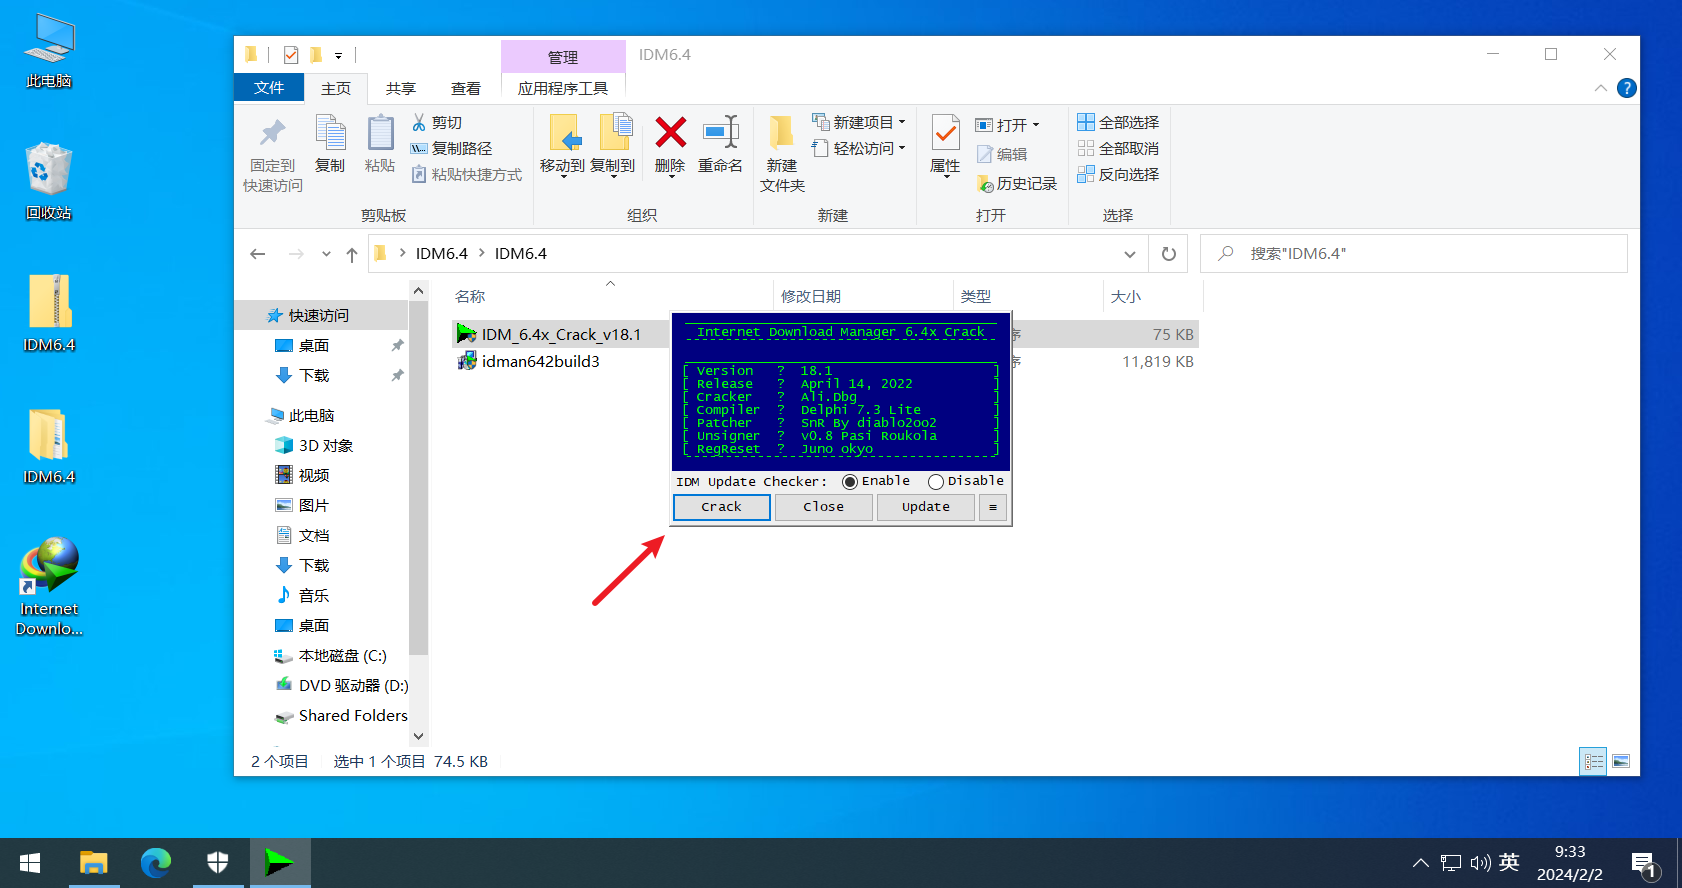 此电脑
回收站
IDM6.4
IDM6.4
Internet
Downlo...
管理
IDM6.4
文件
主页
共享
查看
应用程序工具
?
固定到
快速访问
复制
粘贴
剪切
复制路径
粘贴快捷方式
剪贴板
移动到
复制到
删除
重命名
组织
新建
文件夹
新建项目
轻松访问
新建
属性
打开
编辑
历史记录
打开
全部选择
全部取消
反向选择
选择
IDM6.4 > IDM6.4
搜索"IDM6.4"
快速访问
桌面
下载
此电脑
3D 对象
视频
图片
文档
下载
音乐
桌面
本地磁盘 (C:)
DVD 驱动器 (D:)
Shared Folders
名称 修改日期 类型 大小
IDM_6.4x_Crack_v18.1 序 75 KB
idman642build3 序 11,819 KB
Internet Download Manager 6.4x Crack
[ Version ? 18.1 ]
[ Release ? April 14, 2022 ]
[ Cracker ? Ali.Dbg ]
[ Compiler ? Delphi 7.3 Lite ]
[ Patcher ? SnR By diablo2oo2 ]
[ Unsigner ? v0.8 Pasi Roukola ]
[ RegReset ? Juno_okyo ]
IDM Update Checker: Enable Disable
Crack Close Update ≡
2 个项目 选中 1 个项目 74.5 KB
英
9:33
2024/2/2
1